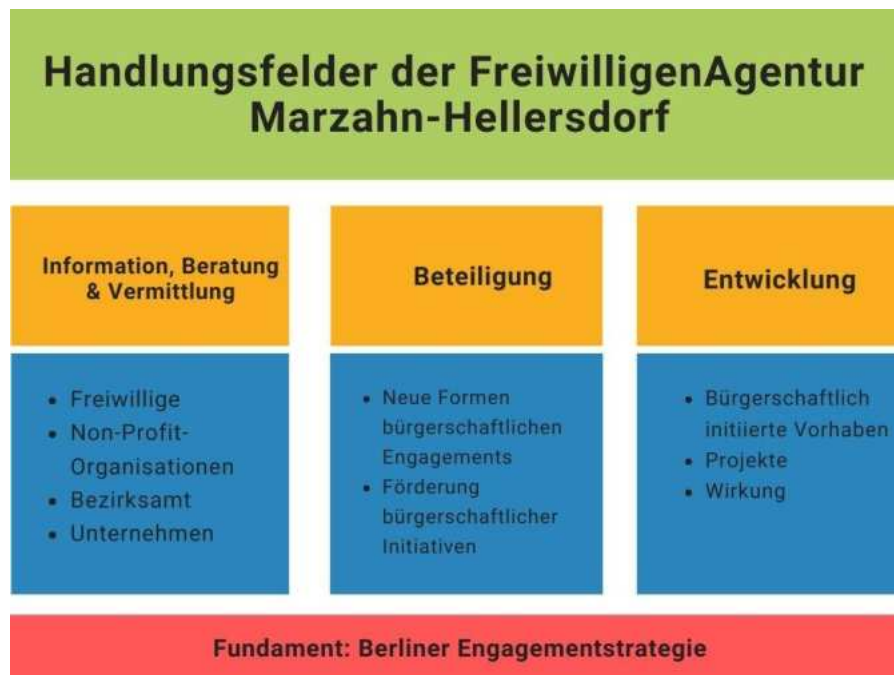 Handlungsfelder der FreiwilligenAgentur
Marzahn-Hellersdorf
Information, Beratung
& Vermittlung
• Freiwillige
• Non-Profit-
Organisationen
• Bezirksamt
• Unternehmen
Beteiligung
• Neue Formen
bürgerschaftlichen
Engagements
• Förderung
bürgerschaftlicher
Initiativen
Entwicklung
• Bürgerschaftlich
initiierte Vorhaben
• Projekte
• Wirkung
Fundament: Berliner Engagementstrategie